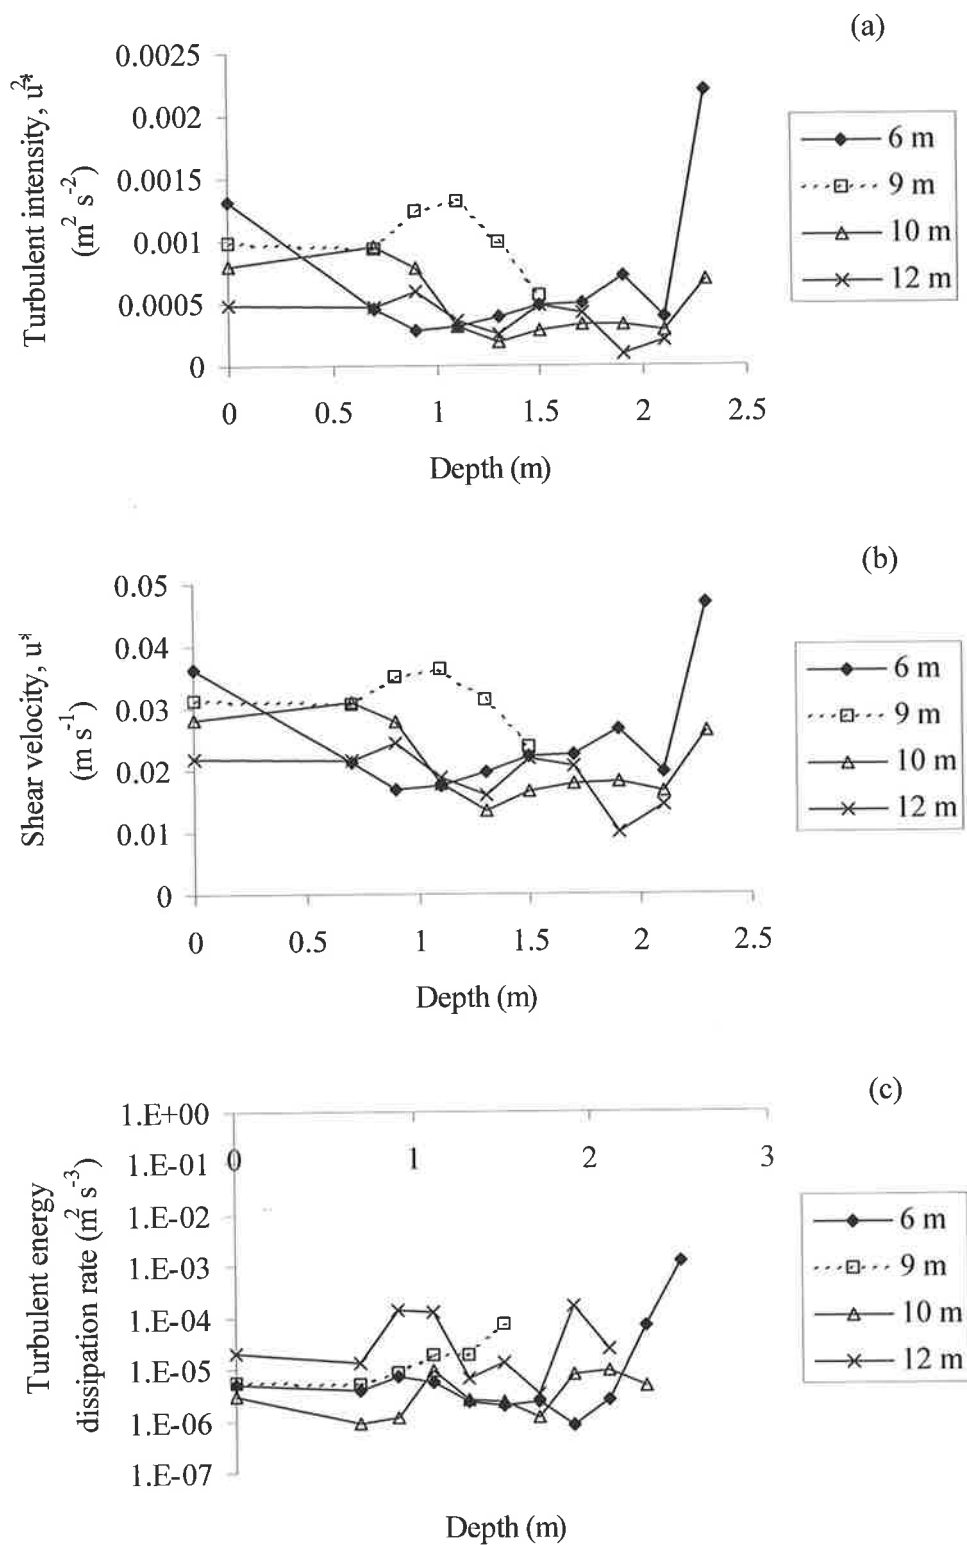 (a)
Turbulent intensity, u²*
(m² s⁻²)
0.0025
0.002
0.0015
0.001
0.0005
0
0 0.5 1 1.5 2 2.5
Depth (m)
6 m
9 m
10 m
12 m
(b)
Shear velocity, u*
(m s⁻¹)
0.05
0.04
0.03
0.02
0.01
0
0 0.5 1 1.5 2 2.5
Depth (m)
6 m
9 m
10 m
12 m
(c)
Turbulent energy
dissipation rate (m² s⁻³)
1.E+00
1.E-01
1.E-02
1.E-03
1.E-04
1.E-05
1.E-06
1.E-07
0 1 2 3
Depth (m)
6 m
9 m
10 m
12 m